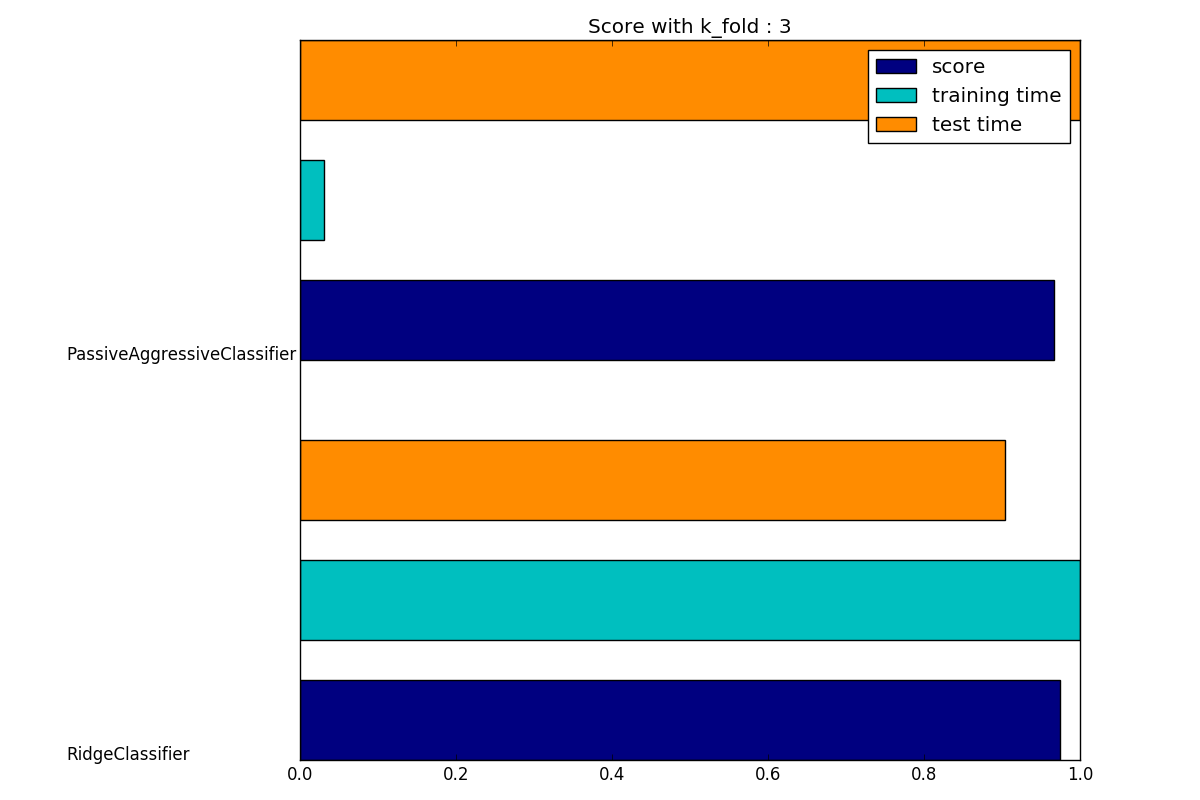 Score with k_fold : 3
score
training time
test time
PassiveAggressiveClassifier
RidgeClassifier
0.0 0.2 0.4 0.6 0.8 1.0